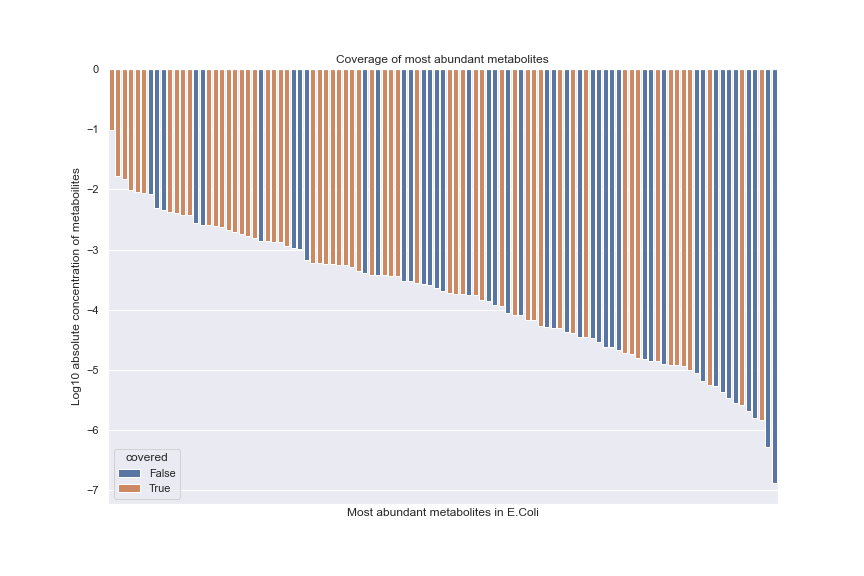 Coverage of most abundant metabolites
Log10 absolute concentration of metaboilites
0
−1
−2
−3
−4
−5
−6
−7
covered
False
True
Most abundant metabolites in E.Coli